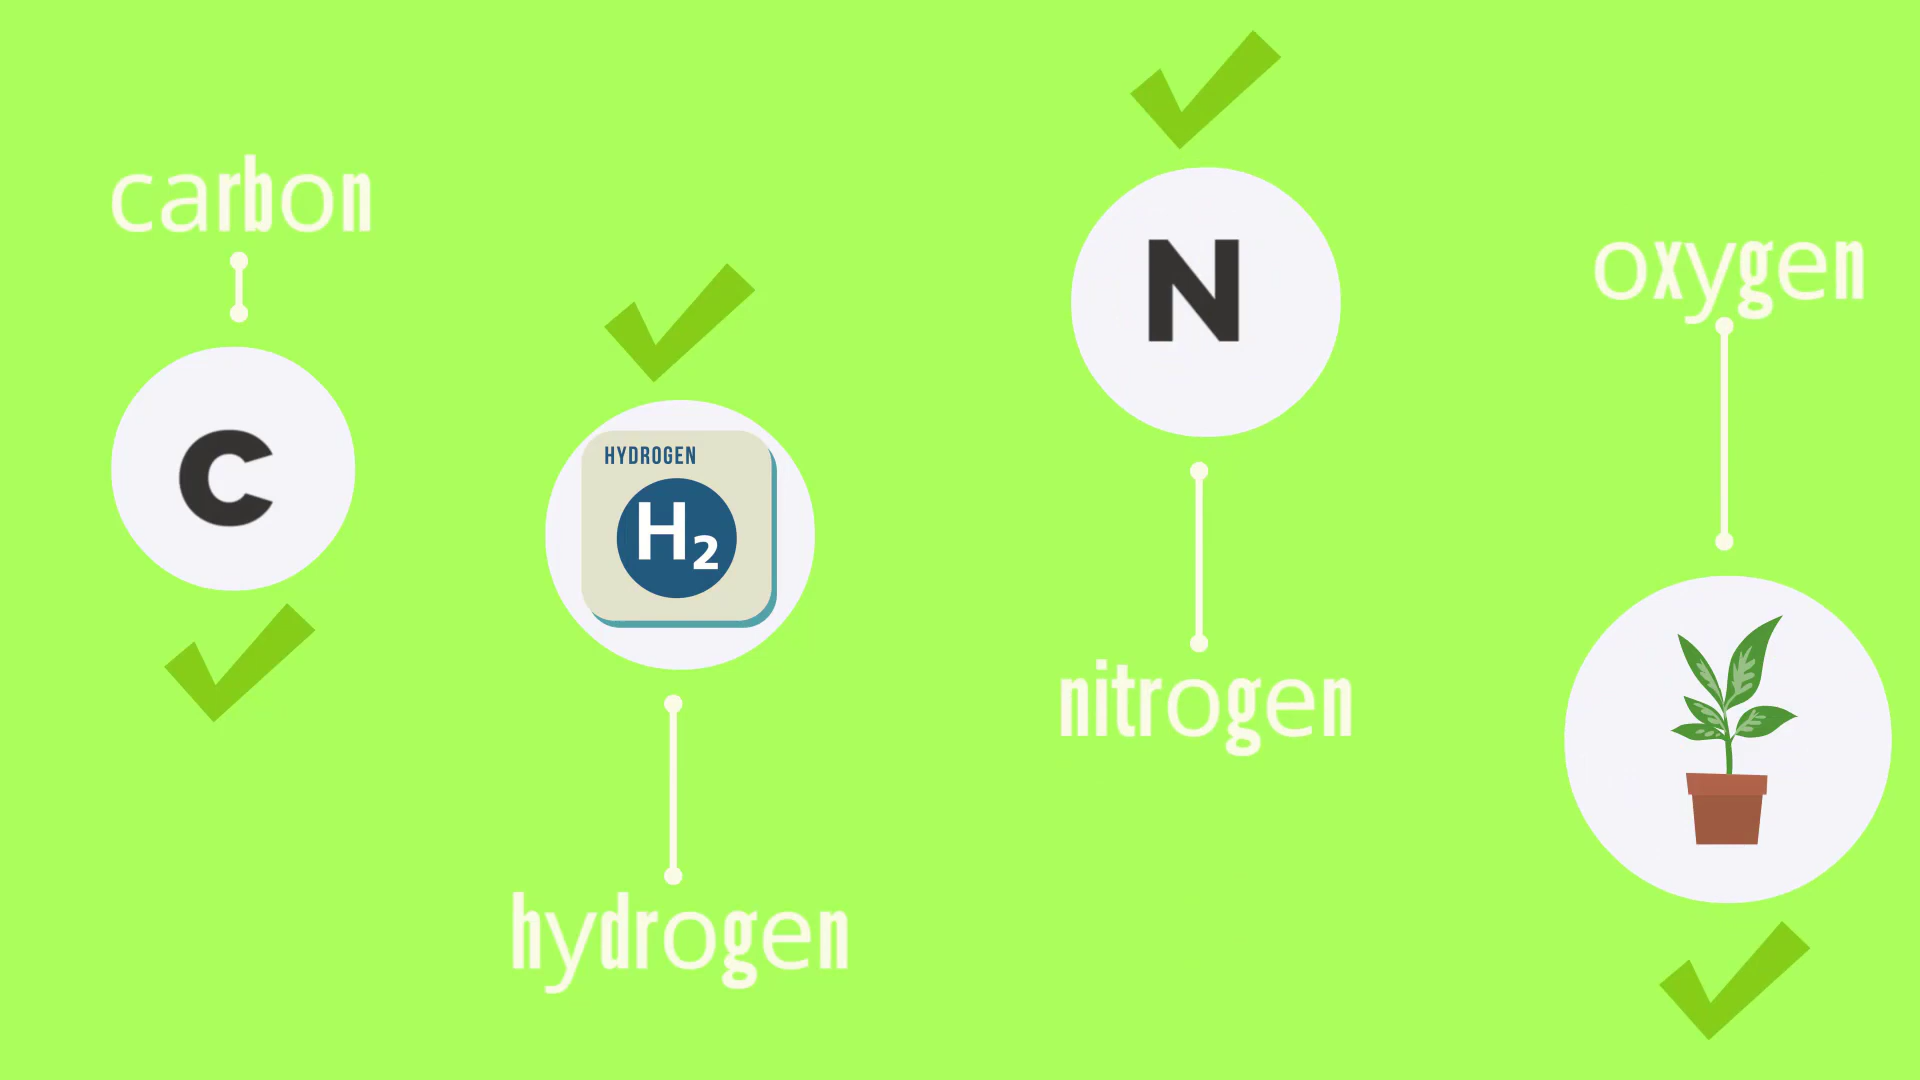 carbon
C
HYDROGEN
H₂
hydrogen
N
nitrogen
oxygen